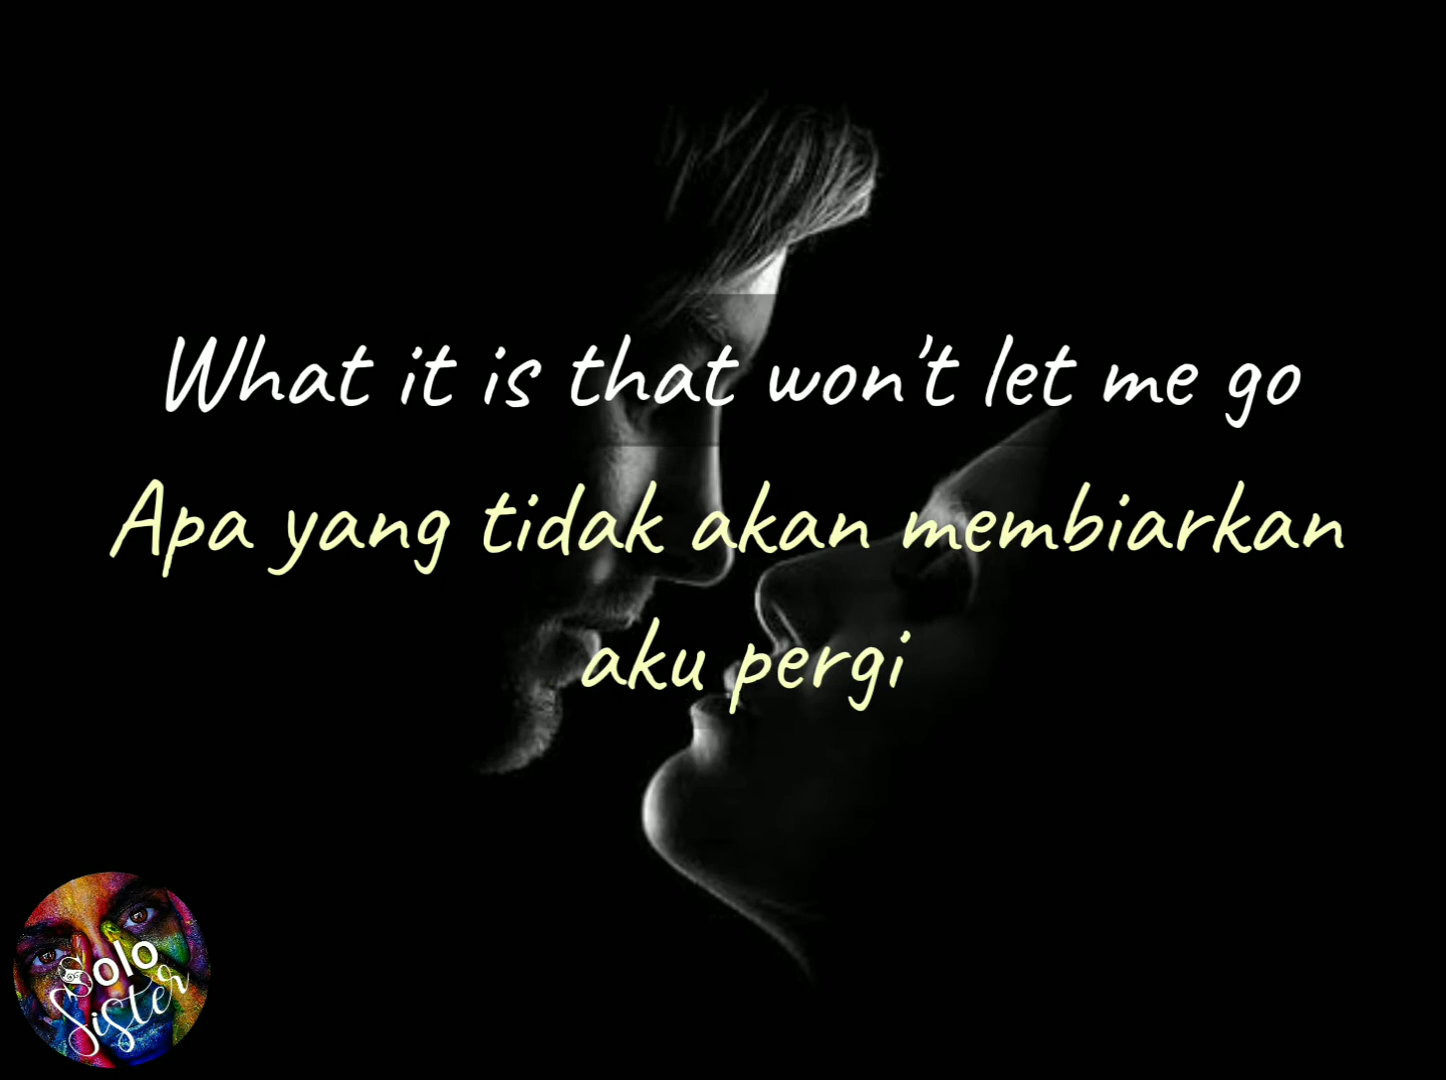 What it is that won't let me go
Apa yang tidak akan membiarkan
aku pergi
Solo
Sister